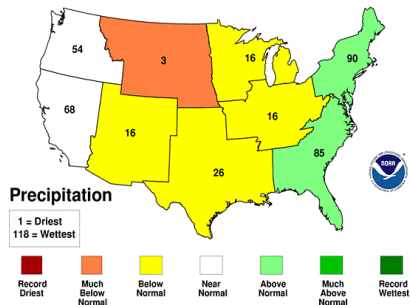 54
3
16
90
68
16
16
85
26
NOAA
Precipitation
1 = Driest
118 = Wettest
Record Driest
Much Below Normal
Below Normal
Near Normal
Above Normal
Much Above Normal
Record Wettest